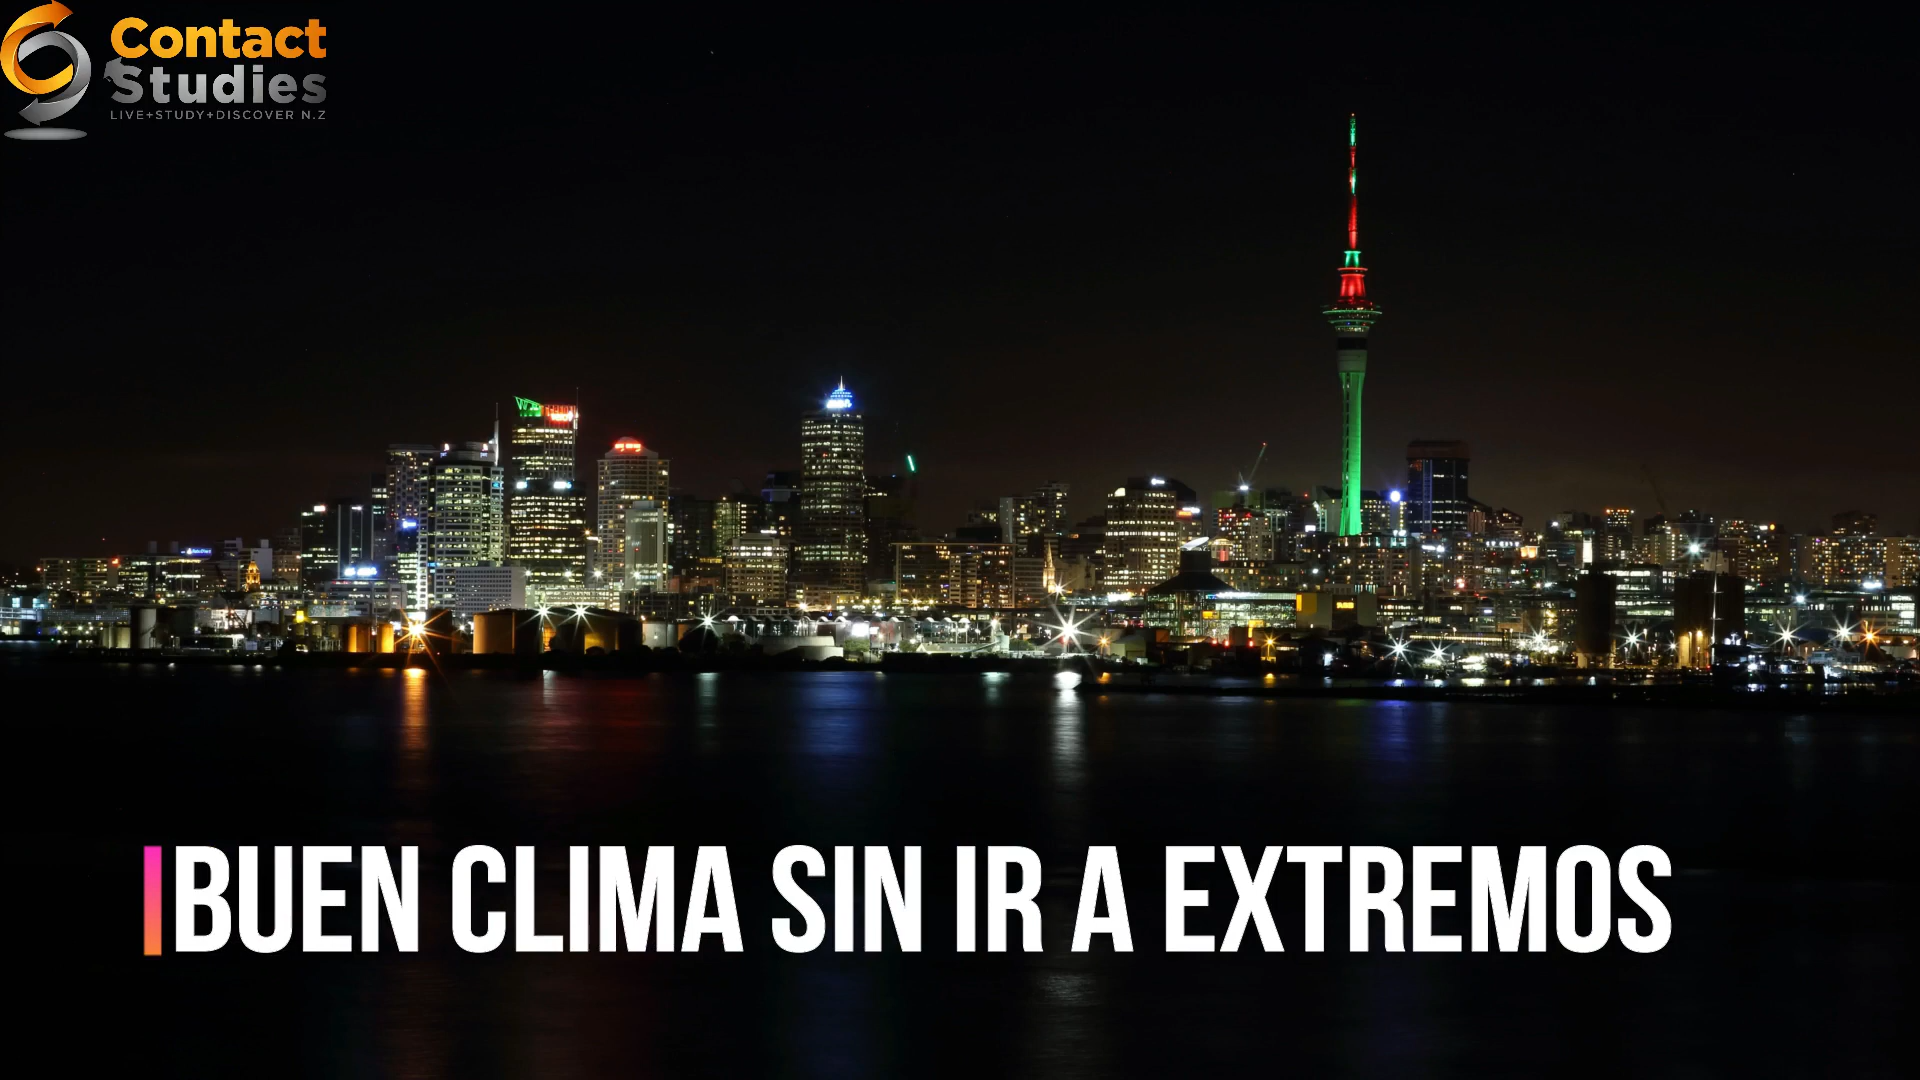 Contact
Studies
LIVE+STUDY+DISCOVER N.Z
BUEN CLIMA SIN IR A EXTREMOS